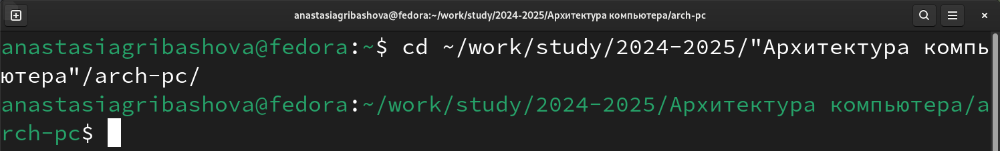 anastasiagribashova@fedora:~/work/study/2024-2025/Архитектура компьютера/arch-pc
anastasiagribashova@fedora:~$ cd ~/work/study/2024-2025/"Архитектура компь
ютера"/arch-pc/
anastasiagribashova@fedora:~/work/study/2024-2025/Архитектура компьютера/a
rch-pc$